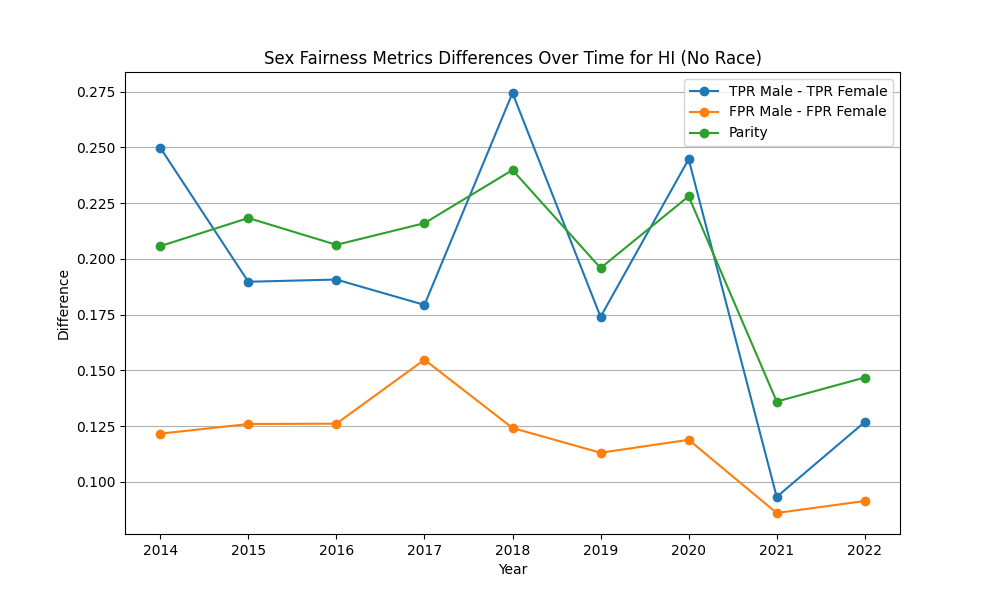 Sex Fairness Metrics Differences Over Time for HI (No Race)
TPR Male - TPR Female
FPR Male - FPR Female
Parity
0.275
0.250
0.225
0.200
0.175
0.150
0.125
0.100
Difference
2014 2015 2016 2017 2018 2019 2020 2021 2022
Year